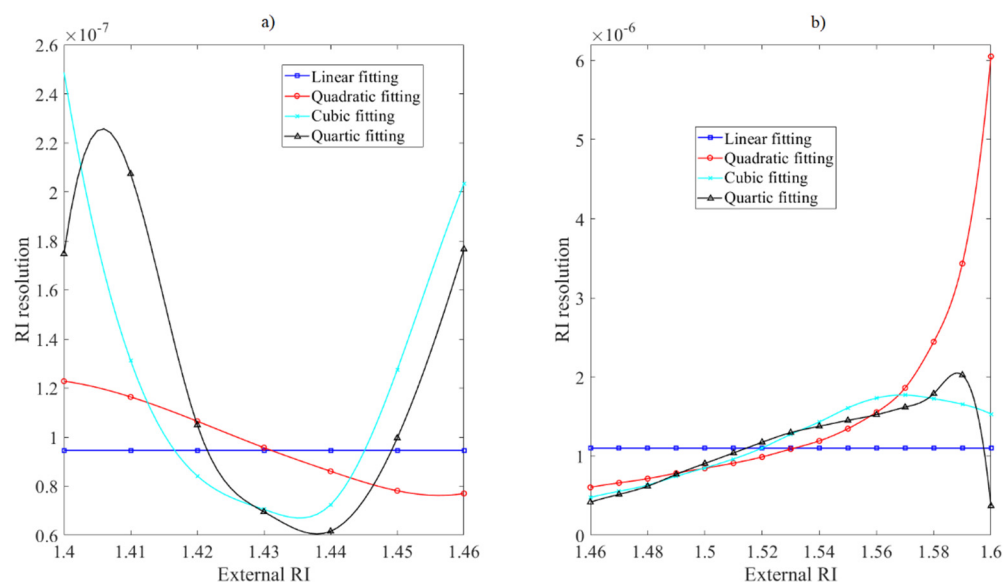 a)
×10⁻⁷
2.6
2.4
2.2
2
1.8
1.6
1.4
1.2
1
0.8
0.6
RI resolution
Linear fitting
Quadratic fitting
Cubic fitting
Quartic fitting
1.4 1.41 1.42 1.43 1.44 1.45 1.46
External RI
b)
×10⁻⁶
6
5
4
3
2
1
0
RI resolution
Linear fitting
Quadratic fitting
Cubic fitting
Quartic fitting
1.46 1.48 1.5 1.52 1.54 1.56 1.58 1.6
External RI